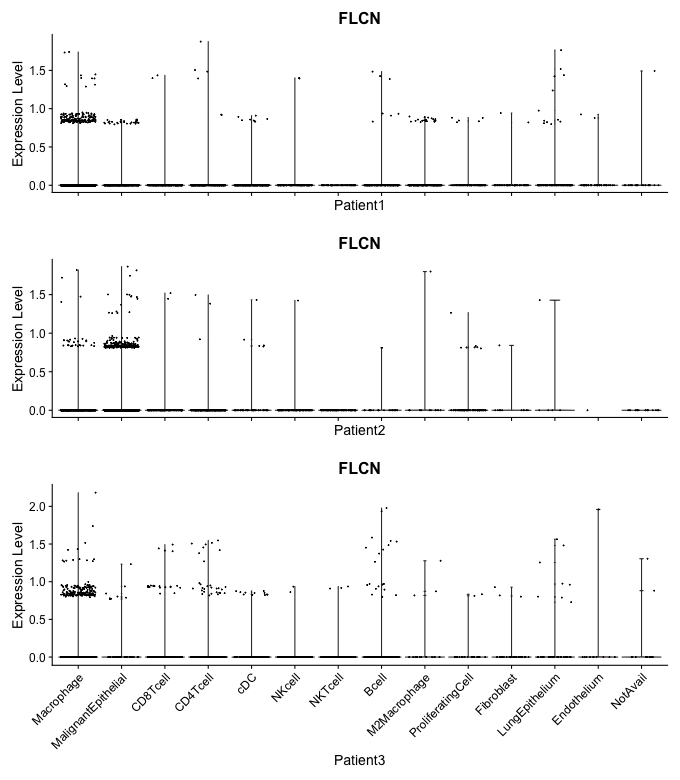 FLCN
Expression Level
1.5
1.0
0.5
0.0
Patient1
FLCN
Expression Level
1.5
1.0
0.5
0.0
Patient2
FLCN
Expression Level
2.0
1.5
1.0
0.5
0.0
Macrophage
MalignantEpithelial
CD8Tcell
CD4Tcell
cDC
NKcell
NKTcell
Bcell
M2Macrophage
ProliferatingCell
Fibroblast
LungEpithelium
Endothelium
NotAvail
Patient3